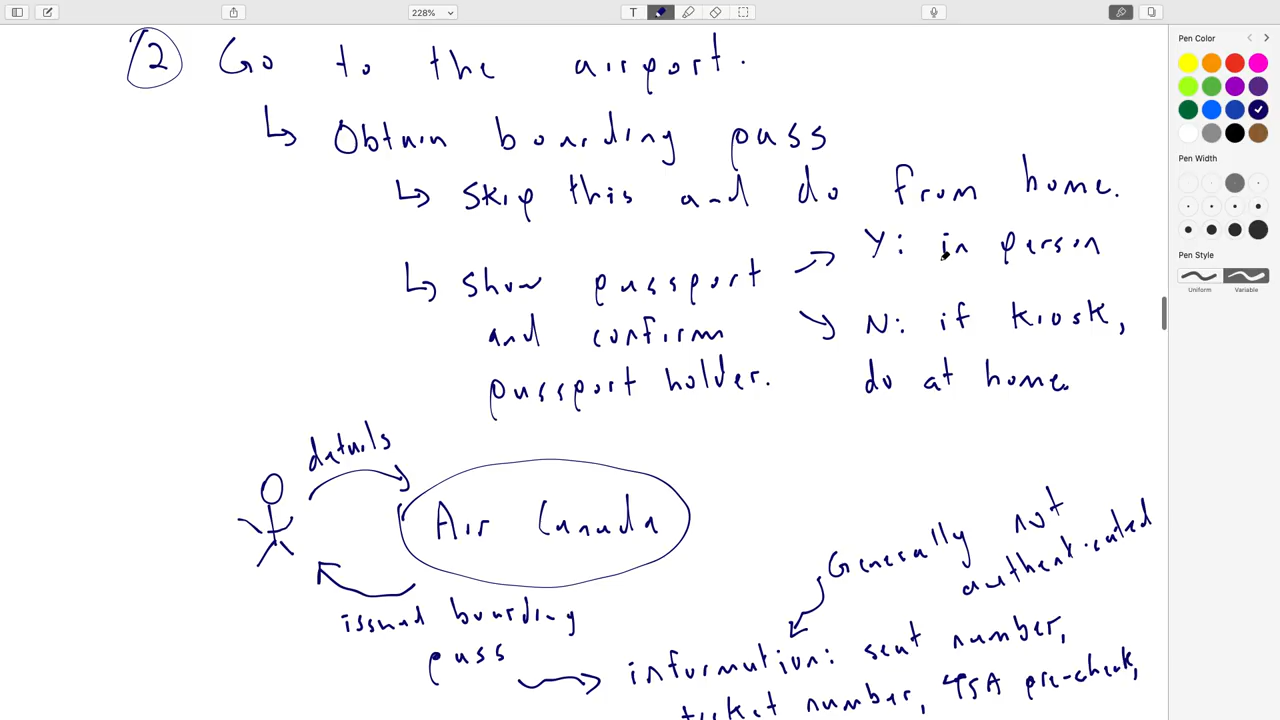 228%
T
② Go to the airport.
↳ Obtain boarding pass
↳ skip this and do from home.
↳ show passport → Y: in person
and confirm → N: if kiosk,
passport holder. do at home.
details
Air Canada
issued boarding
pass → information: seat number,
ticket number, TSA pre-check,
Generally not
authenticated
Pen Color
Pen Width
Pen Style
Uniform Variable